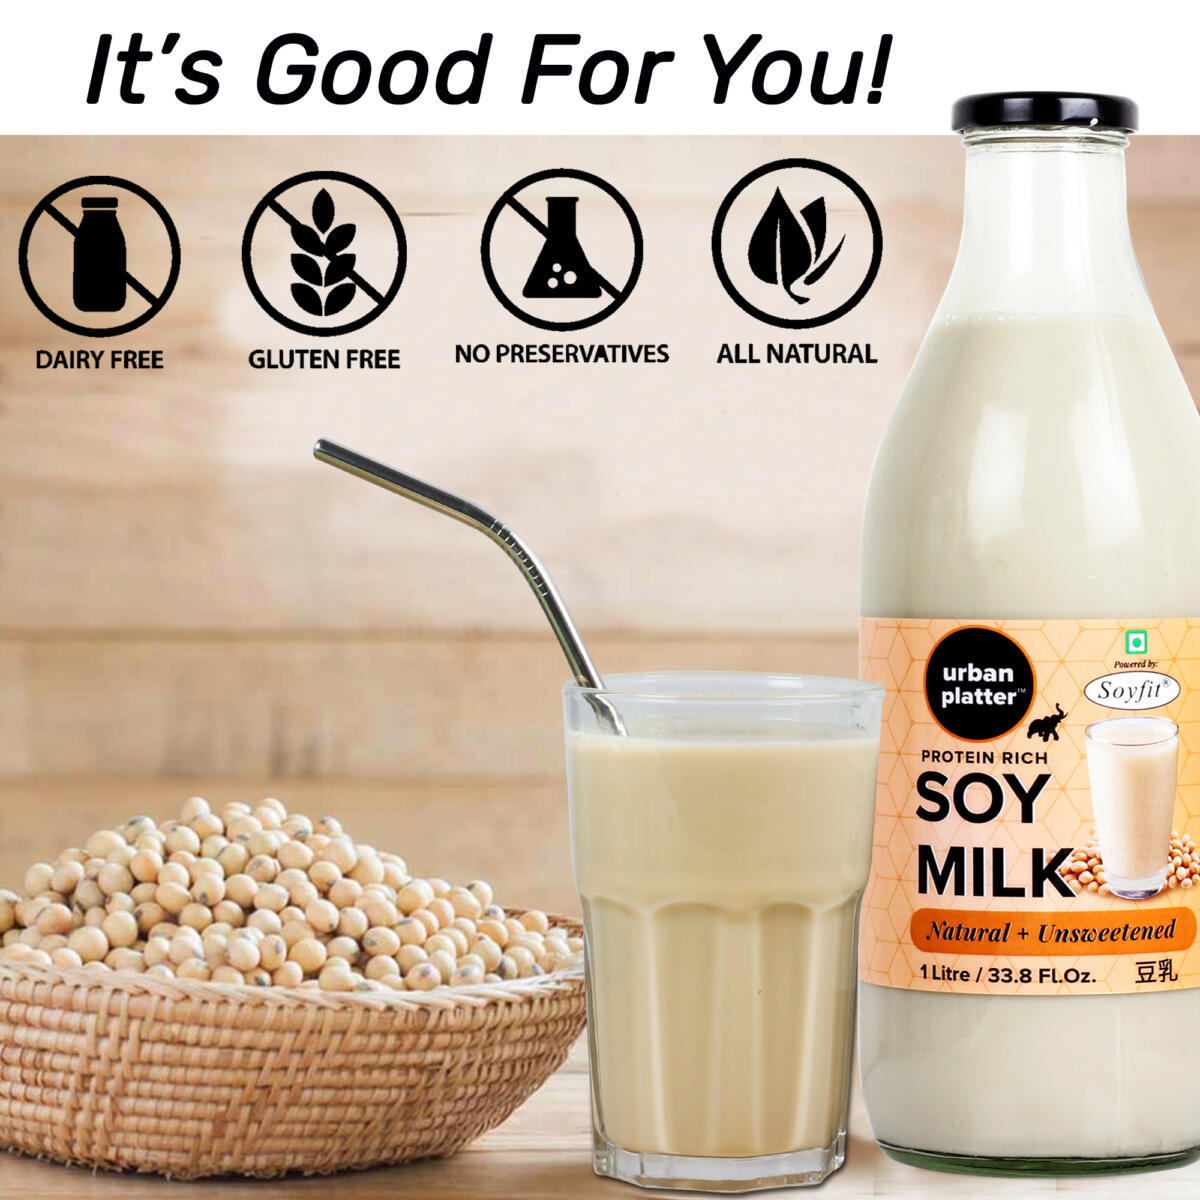 It's Good For You!
DAIRY FREE
GLUTEN FREE
NO PRESERVATIVES
ALL NATURAL
urban
platter™
Powered by:
Soyfit®
PROTEIN RICH
SOY
MILK
Natural + Unsweetened
1 Litre / 33.8 Fl.Oz. 豆乳